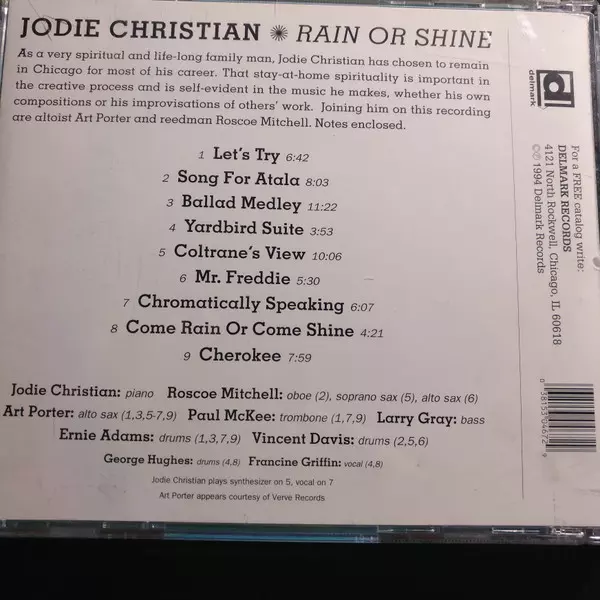 JODIE CHRISTIAN ✺ RAIN OR SHINE
As a very spiritual and life-long family man, Jodie Christian has chosen to remain
in Chicago for most of his career. That stay-at-home spirituality is important in
the creative process and is self-evident in the music he makes, whether his own
compositions or his improvisations of others' work. Joining him on this recording
are altoist Art Porter and reedman Roscoe Mitchell. Notes enclosed.
1 Let's Try 6:42
2 Song For Atala 8:03
3 Ballad Medley 11:22
4 Yardbird Suite 3:53
5 Coltrane's View 10:06
6 Mr. Freddie 5:30
7 Chromatically Speaking 6:07
8 Come Rain Or Come Shine 4:21
9 Cherokee 7:59
Jodie Christian: piano Roscoe Mitchell: oboe (2), soprano sax (5), alto sax (6)
Art Porter: alto sax (1,3,5-7,9) Paul McKee: trombone (1,7,9) Larry Gray: bass
Ernie Adams: drums (1,3,7,9) Vincent Davis: drums (2,5,6)
George Hughes: drums (4,8) Francine Griffin: vocal (4,8)
Jodie Christian plays synthesizer on 5, vocal on 7
Art Porter appears courtesy of Verve Records
d
delmark
For a FREE catalog write:
DELMARK RECORDS
4121 North Rockwell, Chicago, IL 60618
©℗ 1994 Delmark Records
0 38153 04672 9